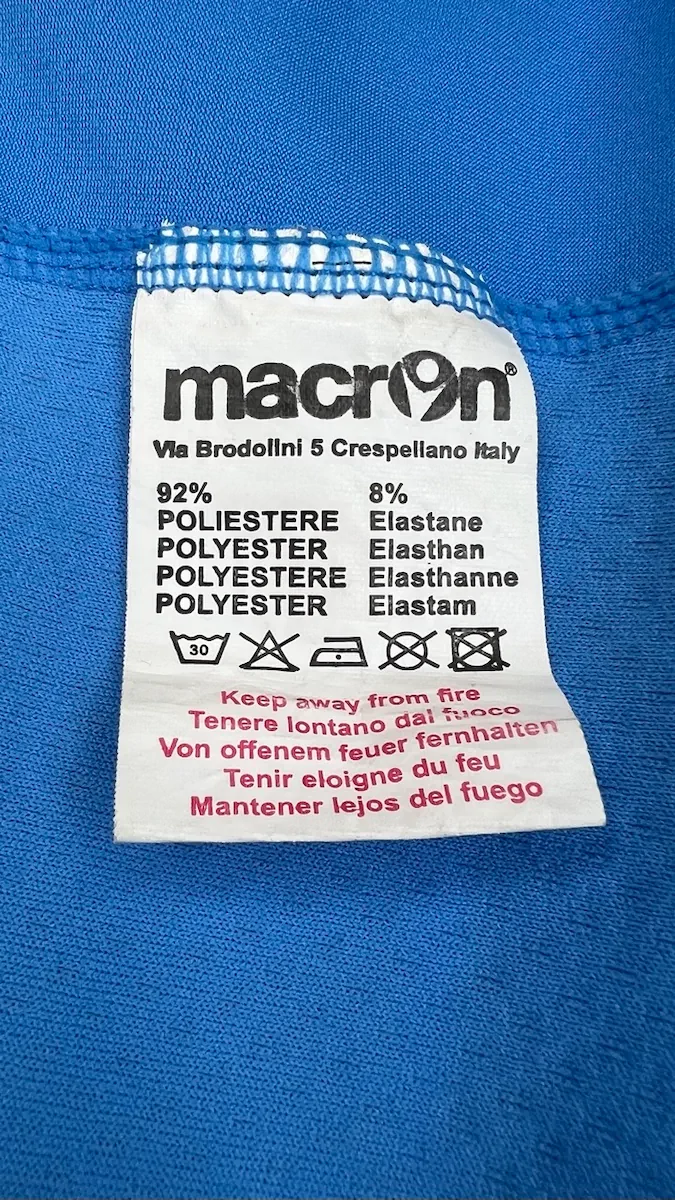 macron®
Via Brodolini 5 Crespellano Italy
92% 8%
POLIESTERE Elastane
POLYESTER Elasthan
POLYESTERE Elasthanne
POLYESTER Elastam
30
Keep away from fire
Tenere lontano dal fuoco
Von offenem feuer fernhalten
Tenir eloigne du feu
Mantener lejos del fuego